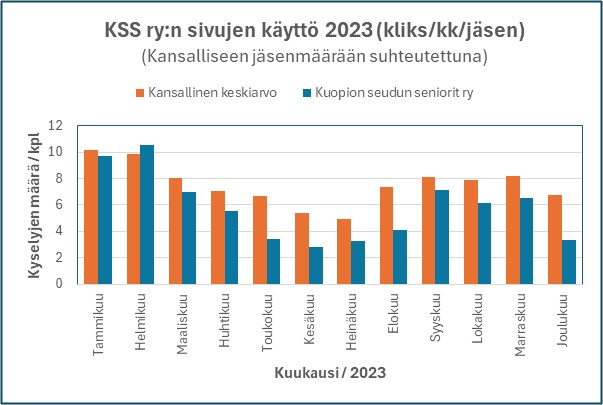 KSS ry:n sivujen käyttö 2023 (kliks/kk/jäsen)
(Kansalliseen jäsenmäärään suhteutettuna)
Kansallinen keskiarvo Kuopion seudun seniorit ry
Kyselyjen määrä / kpl
12
10
8
6
4
2
0
Tammikuu
Helmikuu
Maaliskuu
Huhtikuu
Toukokuu
Kesäkuu
Heinäkuu
Elokuu
Syyskuu
Lokakuu
Marraskuu
Joulukuu
Kuukausi / 2023